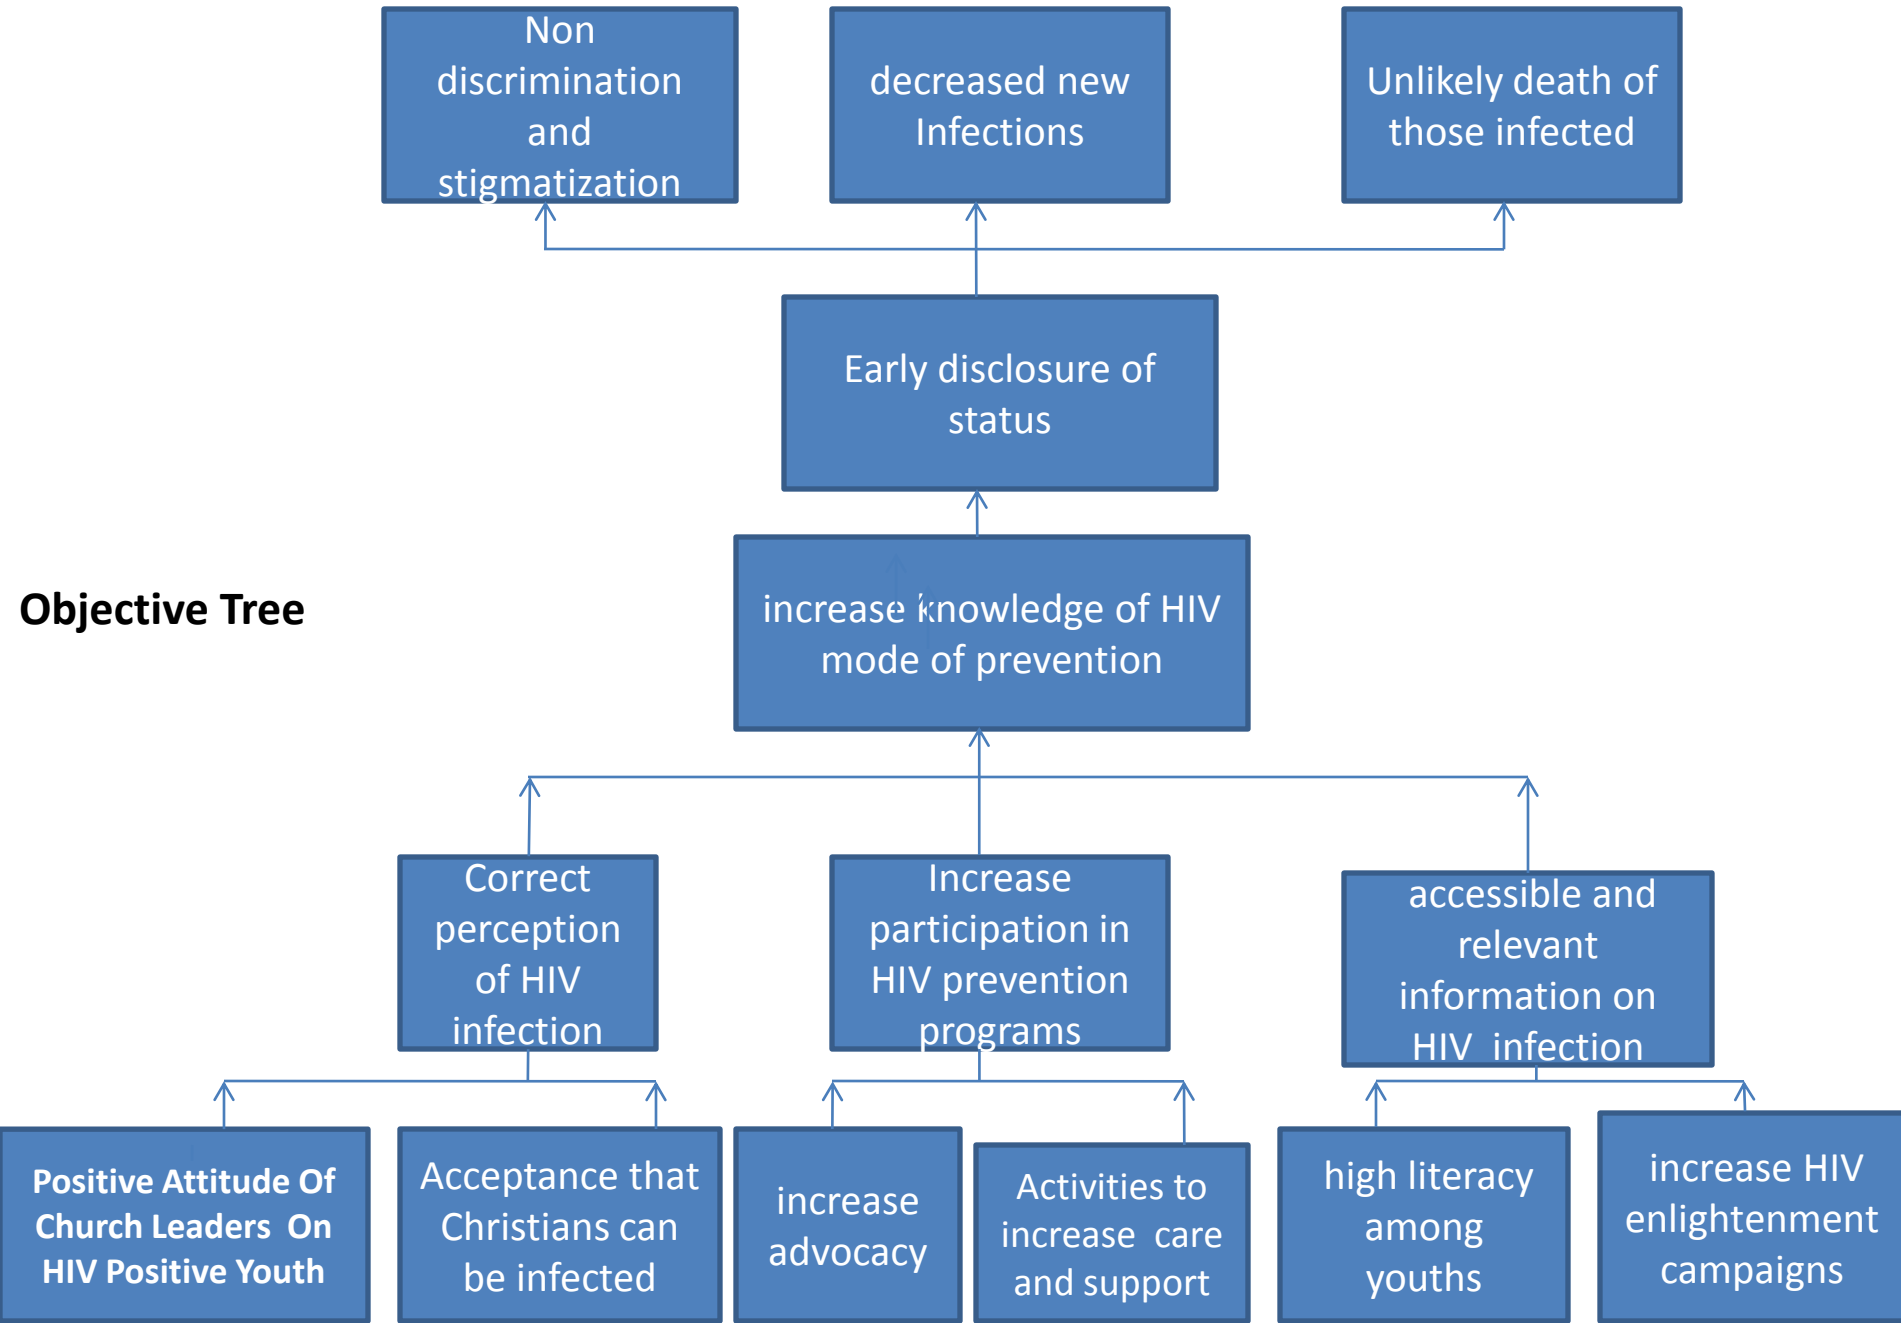 Non
discrimination
and
stigmatization
decreased new
Infections
Unlikely death of
those infected
Early disclosure of
status
Objective Tree
increase knowledge of HIV
mode of prevention
Correct
perception
of HIV
infection
Increase
participation in
HIV prevention
programs
accessible and
relevant
information on
HIV  infection
Positive Attitude Of
Church Leaders  On
HIV Positive Youth
Acceptance that
Christians can
be infected
increase
advocacy
Activities to
increase  care
and support
high literacy
among
youths
increase HIV
enlightenment
campaigns